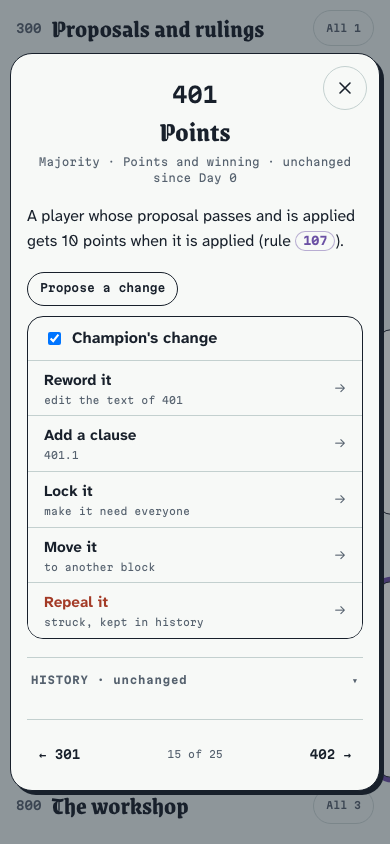 300 Proposals and rulings All 1
401
Points
Majority · Points and winning · unchanged
since Day 0
A player whose proposal passes and is applied
gets 10 points when it is applied (rule 107).
Propose a change
Champion's change
Reword it
edit the text of 401
→
Add a clause
401.1
→
Lock it
make it need everyone
→
Move it
to another block
→
Repeal it
struck, kept in history
→
HISTORY · unchanged ▾
← 301 15 of 25 402 →
800 The workshop All 3